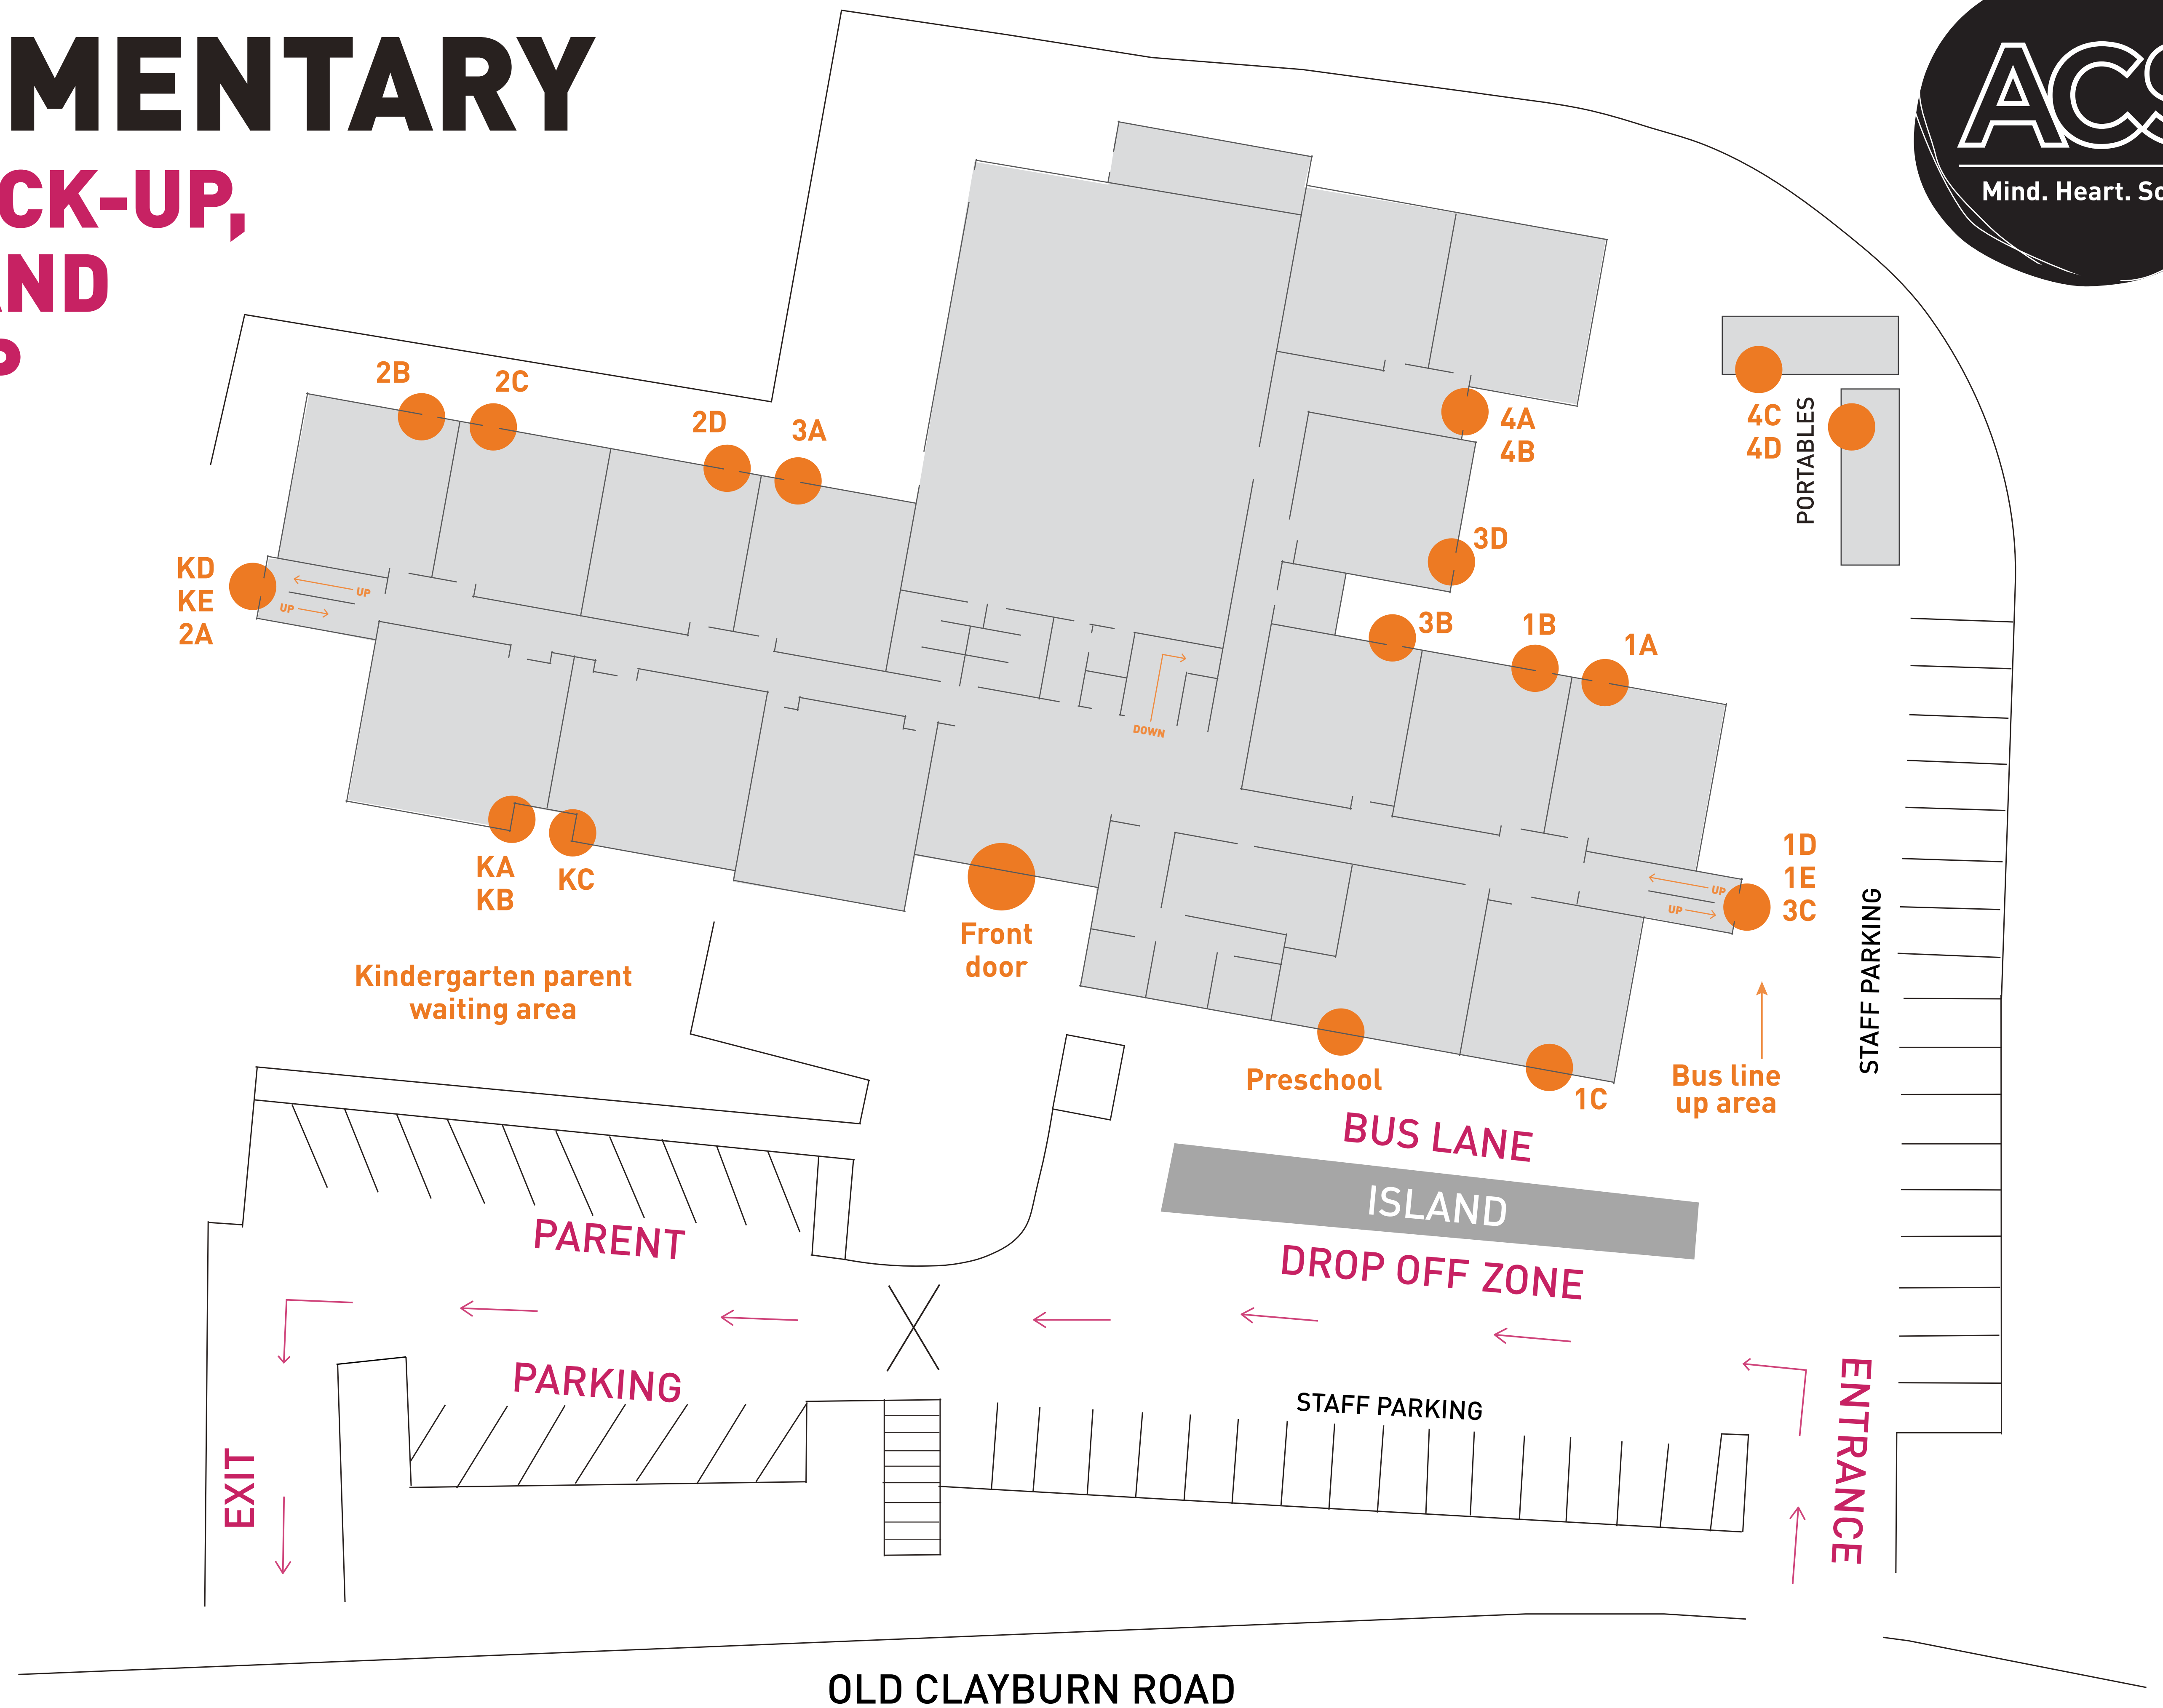 MENTARY
CK-UP,
AND
P
ACS
Mind. Heart. So
2B
2C
2D
3A
4A
4B
4C
4D
PORTABLES
3D
KD
KE
2A
UP
UP
3B
1B
1A
DOWN
KA
KB
KC
1D
1E
3C
UP
UP
Front
door
STAFF PARKING
Kindergarten parent
waiting area
Preschool
1C
Bus line
up area
BUS LANE
ISLAND
DROP OFF ZONE
PARENT
PARKING
STAFF PARKING
ENTRANCE
EXIT
OLD CLAYBURN ROAD